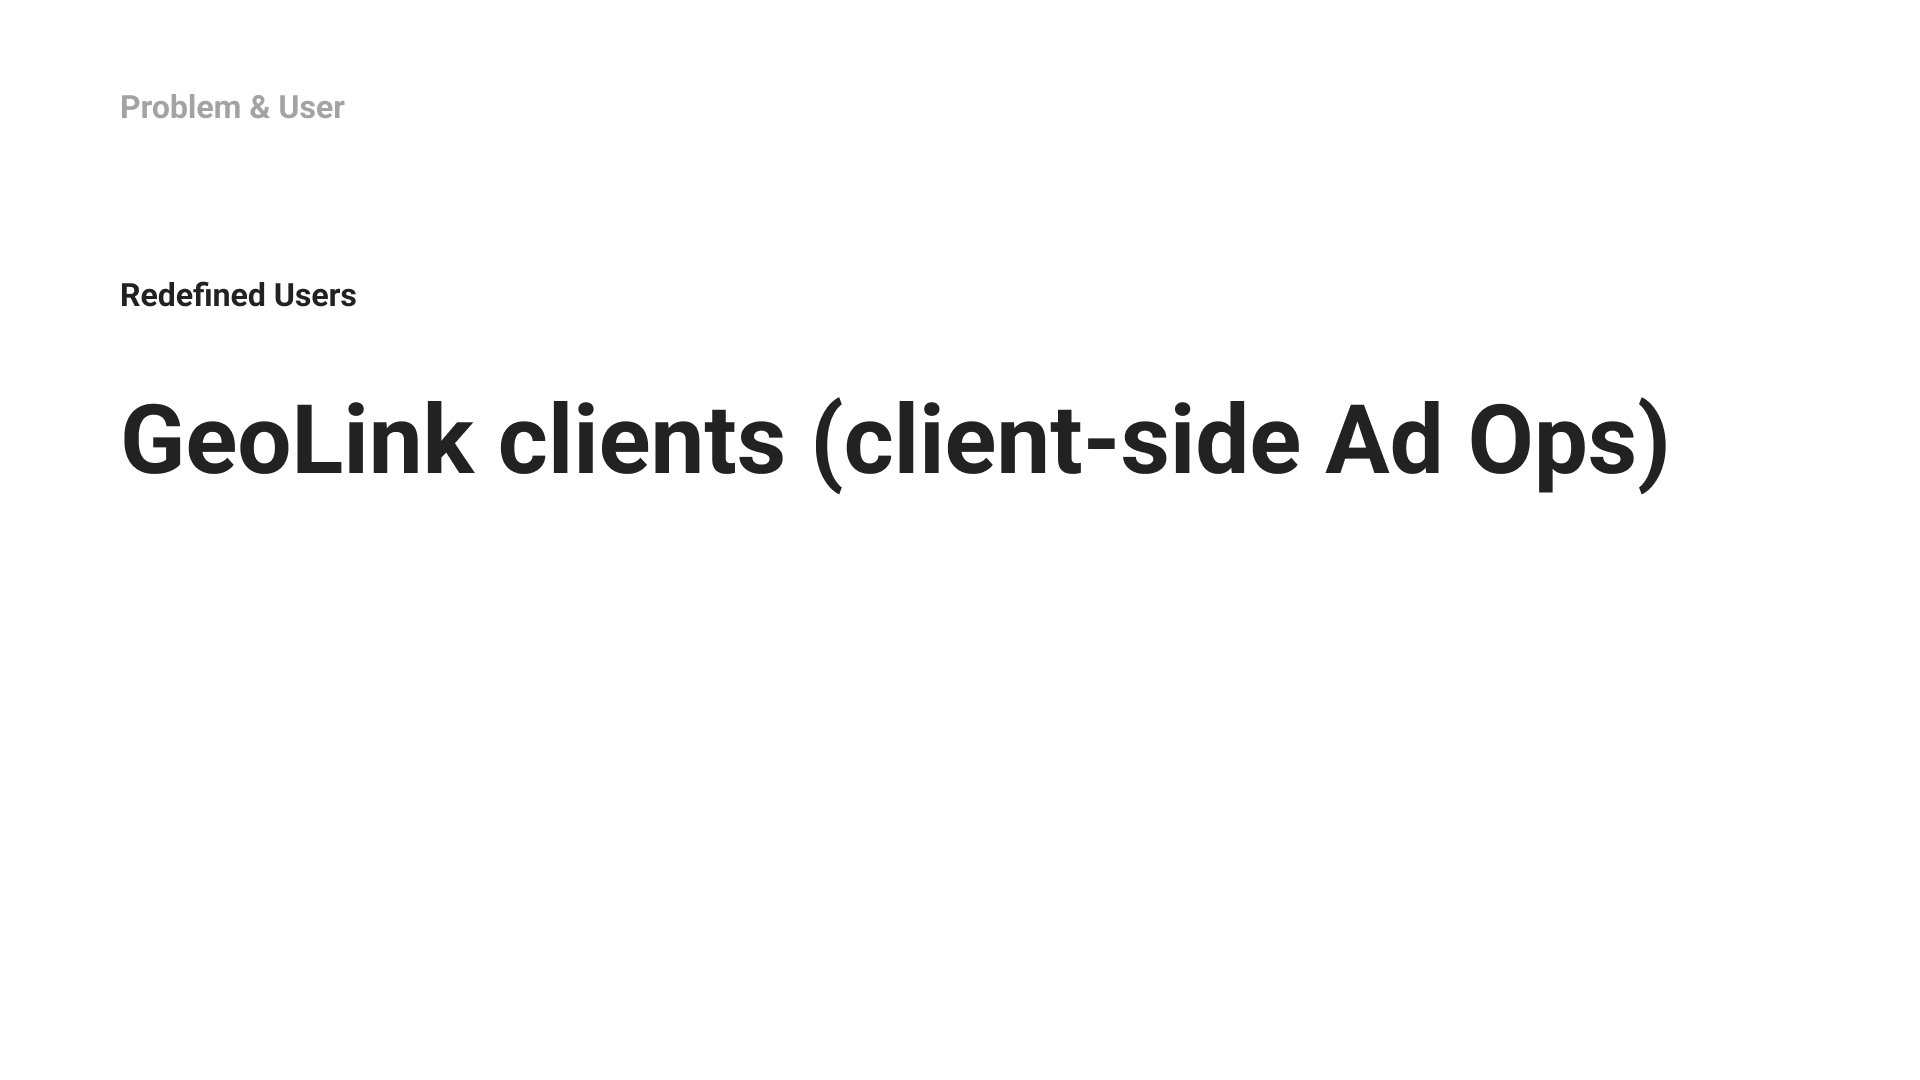 Problem & User
Redefined Users
GeoLink clients (client-side Ad Ops)